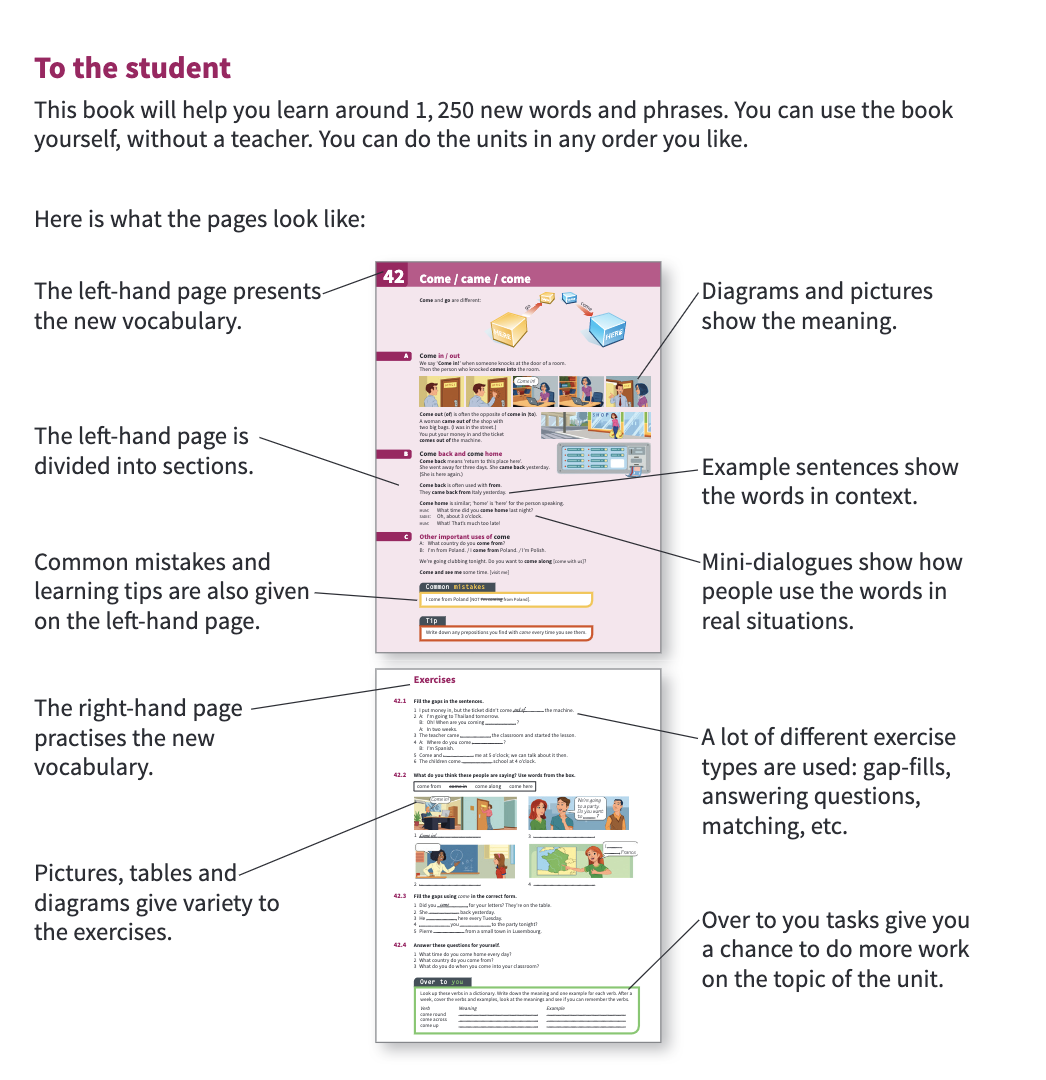 To the student
This book will help you learn around 1, 250 new words and phrases. You can use the book
yourself, without a teacher. You can do the units in any order you like.
Here is what the pages look like:
The left-hand page presents
the new vocabulary.
The left-hand page is
divided into sections.
Common mistakes and
learning tips are also given
on the left-hand page.
The right-hand page
practises the new
vocabulary.
Pictures, tables and
diagrams give variety to
the exercises.
42 Come / came / come
Come and go are different:
go
come
HERE
HERE
A Come in / out
We say ‘Come in!’ when someone knocks at the door of a room.
Then the person who knocked comes into the room.
Come in!
Come out (of) is often the opposite of come in (to).
A woman came out of the shop with
two big bags. (I was in the street.)
You put your money in and the ticket
comes out of the machine.
SHOP
B Come back and come home
Come back means ‘return to this place here’.
She went away for three days. She came back yesterday.
(She is here again.)
Come back is often used with from.
They came back from Italy yesterday.
Come home is similar; ‘home’ is ‘here’ for the person speaking.
What time did you come home last night?
Oh, about 3 o’clock.
What! That’s much too late!
C Other important uses of come
A: What country do you come from?
B: I’m from Poland. / I come from Poland. / I’m Polish.
We’re going clubbing tonight. Do you want to come along [come with us]?
Come and see me some time. [visit me]
Common mistakes
I come from Poland [NOT from Poland].
Tip
Write down any prepositions you find with come every time you see them.
Exercises
42.1 Fill the gaps in the sentences.
1 I put money in, but the ticket didn’t come out of the machine.
2 A: I’m going to Thailand tomorrow.
B: Oh! When are you coming ?
A: In two weeks.
3 The teacher came the classroom and started the lesson.
4 A: Where do you come ?
B: I’m Spanish.
5 Come and me at 5 o’clock; we can talk about it then.
6 The children come school at 4 o’clock.
42.2 What do you think these people are saying? Use words from the box.
come from come in come along come here
Come in!
We’re going
to a party.
Do you want
to ?
1 Come in!
3
I
France.
2
4
42.3 Fill the gaps using come in the correct form.
1 Did you come for your letters? They’re on the table.
2 She back yesterday.
3 He here every Tuesday.
4 you to the party tonight?
5 Pierre from a small town in Luxembourg.
42.4 Answer these questions for yourself.
1 What time do you come home every day?
2 What country do you come from?
3 What do you do when you come into your classroom?
Over to you
Look up these verbs in a dictionary. Write down the meaning and one example for each verb. After a
week, cover the verbs and examples, look at the meanings and see if you can remember the verbs.
Verb Meaning Example
come round
come across
come up
Diagrams and pictures
show the meaning.
Example sentences show
the words in context.
Mini-dialogues show how
people use the words in
real situations.
A lot of different exercise
types are used: gap-fills,
answering questions,
matching, etc.
Over to you tasks give you
a chance to do more work
on the topic of the unit.